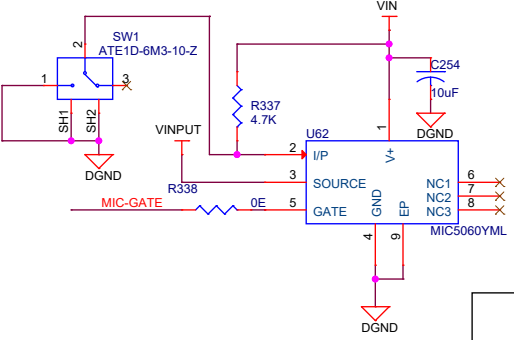 VIN
SW1
ATE1D-6M3-10-Z
2
1
3
SH1
SH2
DGND
C254
10uF
DGND
R337
4.7K
VINPUT
U62
1
2
I/P
V+
3
SOURCE
R338
MIC-GATE
0E
5
GATE
GND
EP
NC1
6
NC2
7
NC3
8
MIC5060YML
4
9
DGND